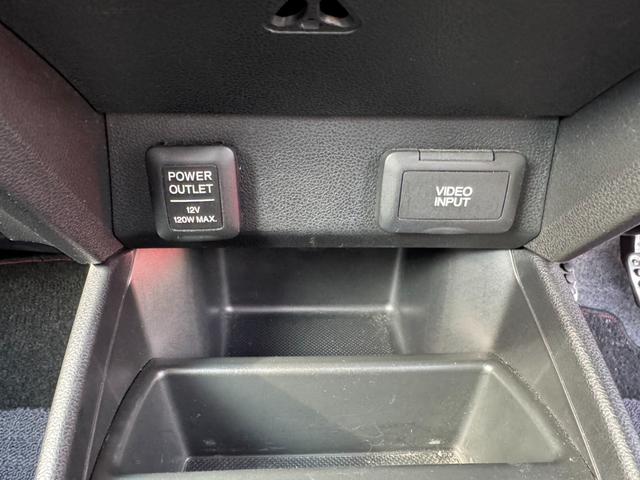 POWER
OUTLET
12V
120W MAX.
VIDEO
INPUT